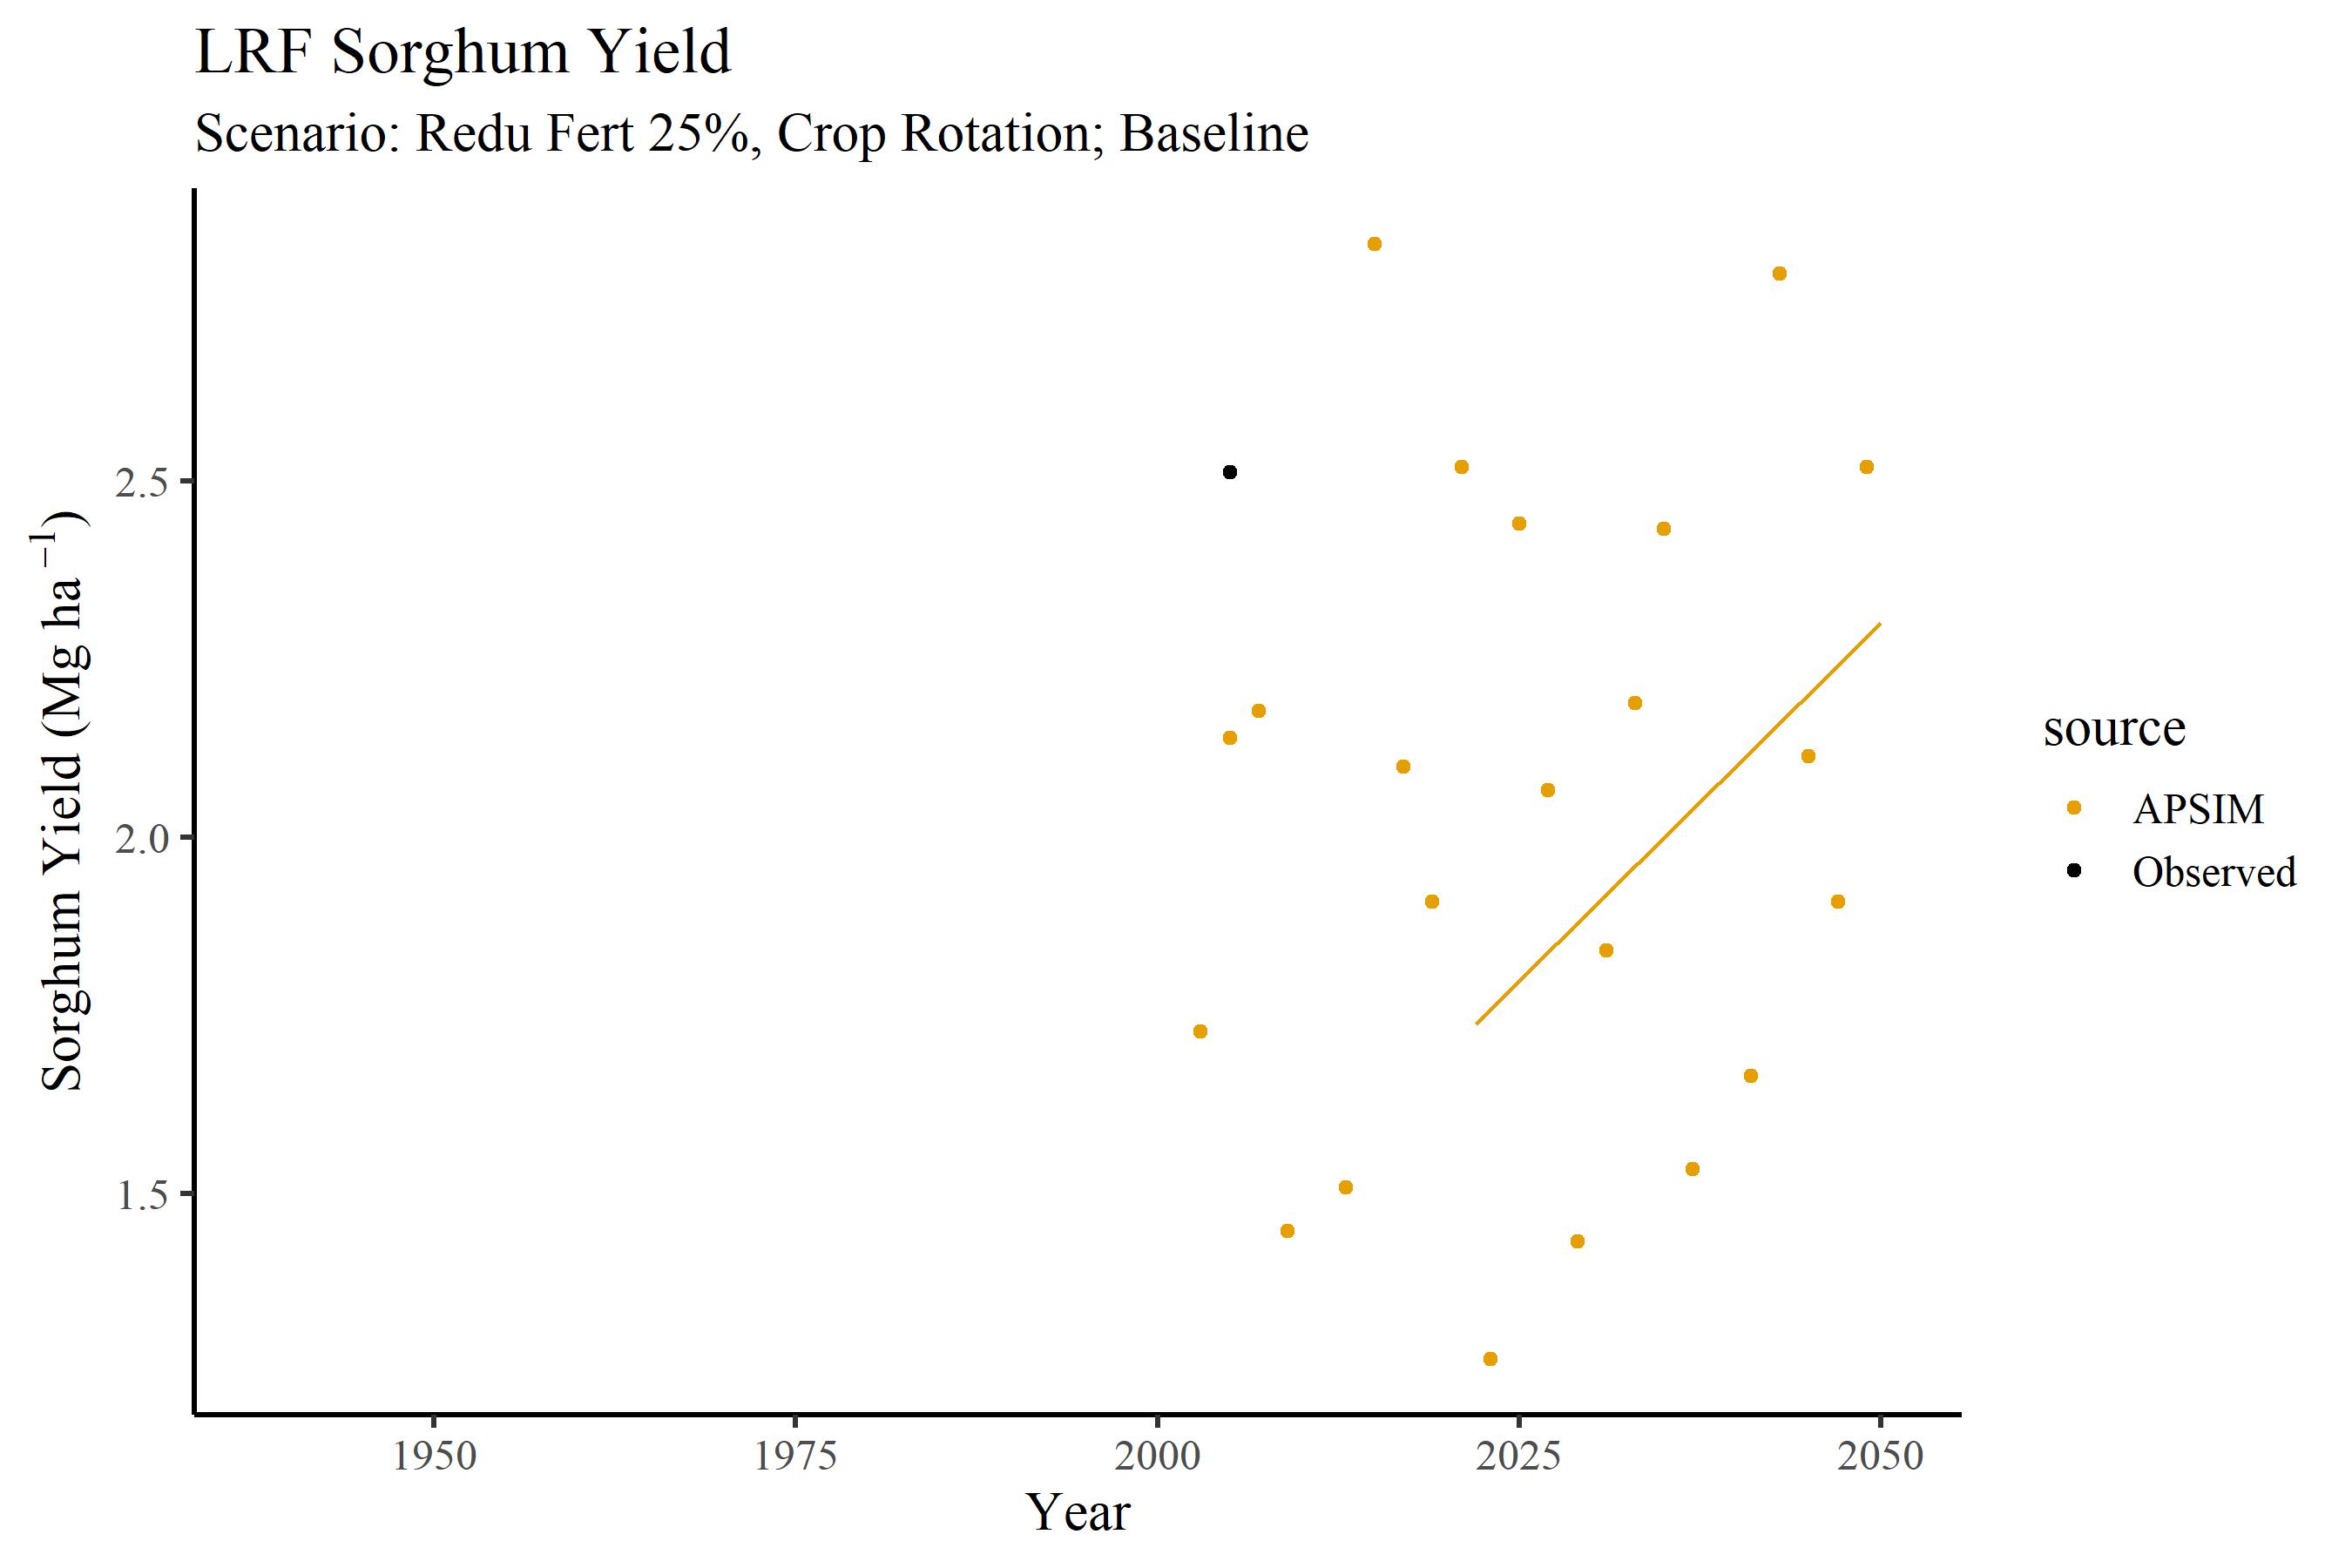 LRF Sorghum Yield
Scenario: Redu Fert 25%, Crop Rotation; Baseline
Sorghum Yield (Mg ha⁻¹)
2.5
2.0
1.5
1950
1975
2000
2025
2050
Year
source
APSIM
Observed